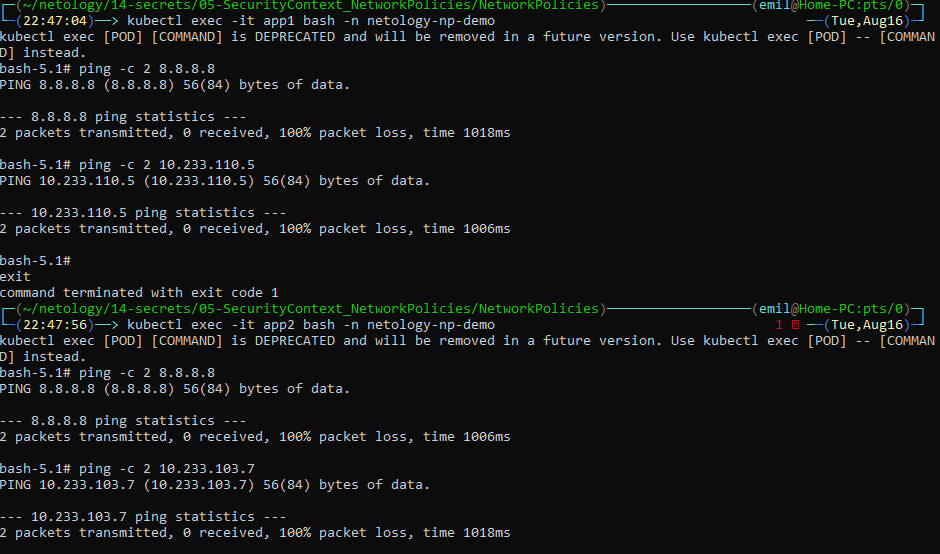 ┌─(~/netology/14-secrets/05-SecurityContext_NetworkPolicies/NetworkPolicies)──────────────────(emil@Home-PC:pts/0)─┐
└─(22:47:04)──> kubectl exec -it app1 bash -n netology-np-demo ──(Tue,Aug16)─┘
kubectl exec [POD] [COMMAND] is DEPRECATED and will be removed in a future version. Use kubectl exec [POD] -- [COMMAN
D] instead.
bash-5.1# ping -c 2 8.8.8.8
PING 8.8.8.8 (8.8.8.8) 56(84) bytes of data.
--- 8.8.8.8 ping statistics ---
2 packets transmitted, 0 received, 100% packet loss, time 1018ms
bash-5.1# ping -c 2 10.233.110.5
PING 10.233.110.5 (10.233.110.5) 56(84) bytes of data.
--- 10.233.110.5 ping statistics ---
2 packets transmitted, 0 received, 100% packet loss, time 1006ms
bash-5.1#
exit
command terminated with exit code 1
┌─(~/netology/14-secrets/05-SecurityContext_NetworkPolicies/NetworkPolicies)──────────────────(emil@Home-PC:pts/0)─┐
└─(22:47:56)──> kubectl exec -it app2 bash -n netology-np-demo 1 ──(Tue,Aug16)─┘
kubectl exec [POD] [COMMAND] is DEPRECATED and will be removed in a future version. Use kubectl exec [POD] -- [COMMAN
D] instead.
bash-5.1# ping -c 2 8.8.8.8
PING 8.8.8.8 (8.8.8.8) 56(84) bytes of data.
--- 8.8.8.8 ping statistics ---
2 packets transmitted, 0 received, 100% packet loss, time 1006ms
bash-5.1# ping -c 2 10.233.103.7
PING 10.233.103.7 (10.233.103.7) 56(84) bytes of data.
--- 10.233.103.7 ping statistics ---
2 packets transmitted, 0 received, 100% packet loss, time 1018ms